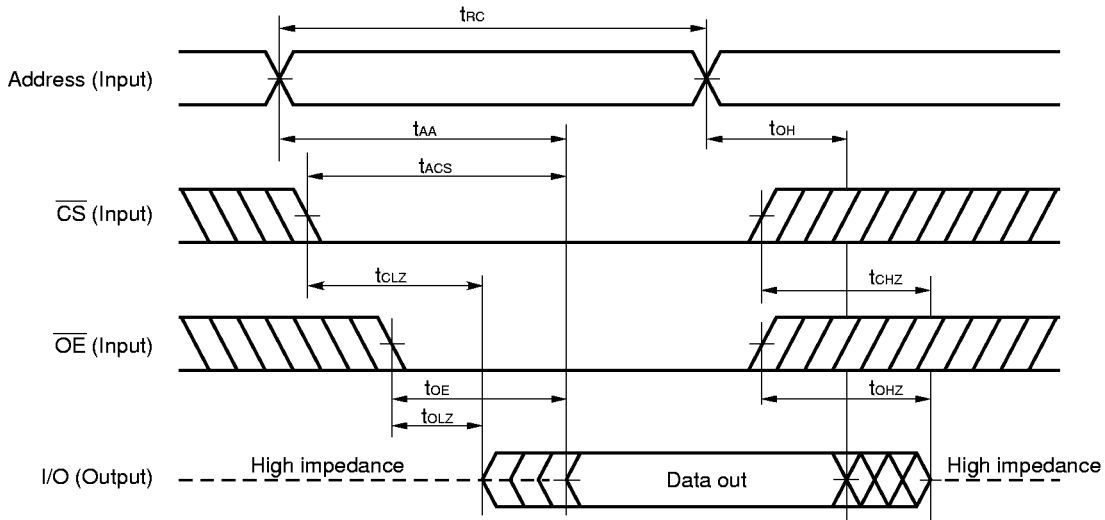 tRC
Address (Input)
tAA
tOH
tACS
CS (Input)
tCLZ
tCHZ
OE (Input)
tOE
tOHZ
tOLZ
I/O (Output)
High impedance
Data out
High impedance